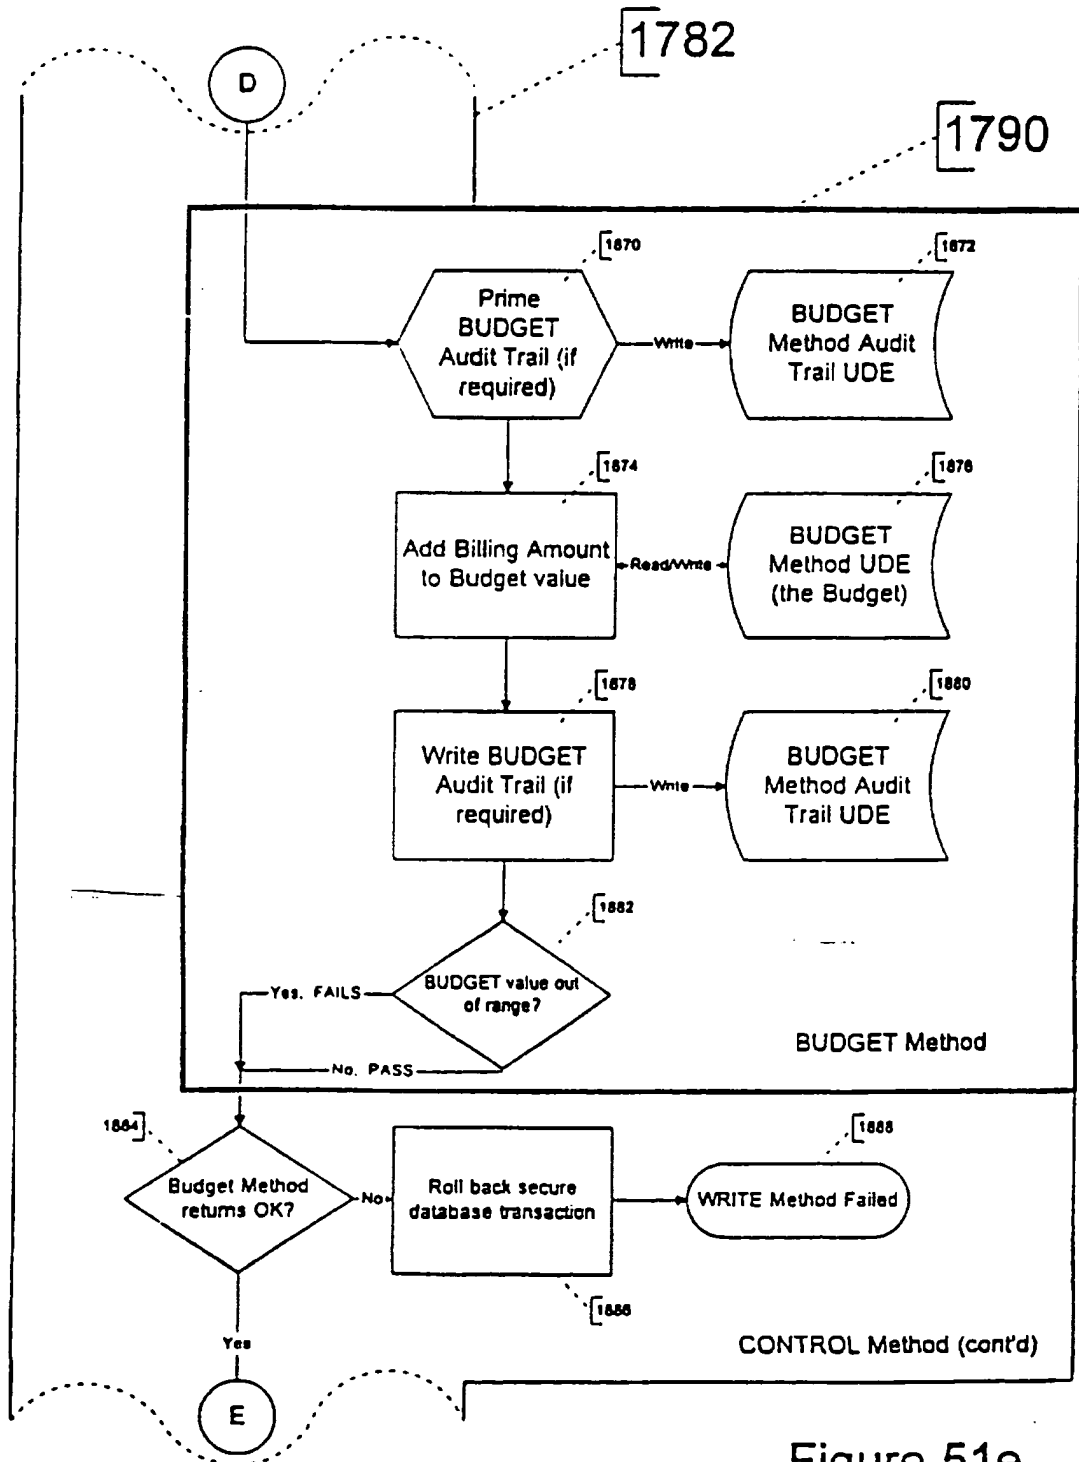 1782
D
1790
1870
1872
Prime
BUDGET
Audit Trail (if
required)
Write
BUDGET
Method Audit
Trail UDE
1874
1876
Add Billing Amount
to Budget value
Read/Write
BUDGET
Method UDE
(the Budget)
1878
1880
Write BUDGET
Audit Trail (if
required)
Write
BUDGET
Method Audit
Trail UDE
1882
BUDGET value out
of range?
Yes, FAILS
No, PASS
BUDGET Method
1884
Budget Method
returns OK?
No
Roll back secure
database transaction
1886
1888
WRITE Method Failed
Yes
CONTROL Method (cont'd)
E
Figure 51e